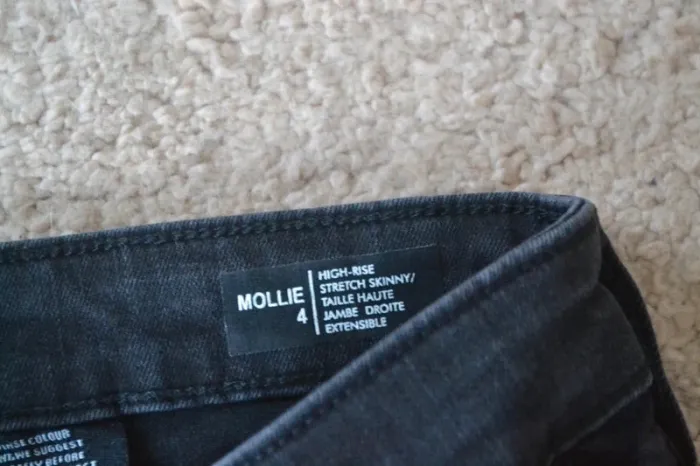 MOLLIE
4
HIGH-RISE
STRETCH SKINNY/
TAILLE HAUTE
JAMBE DROITE
EXTENSIBLE
COLOUR
WE SUGGEST
BEFORE